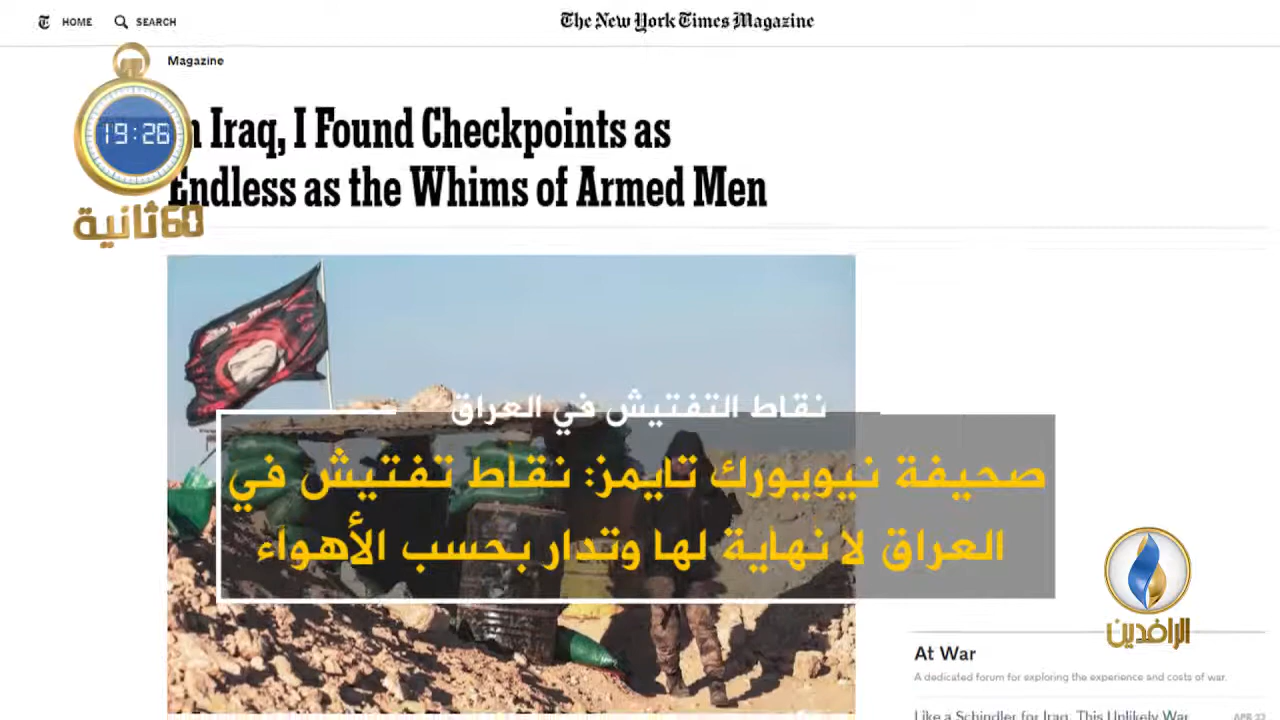 HOME
SEARCH
The New York Times Magazine
Magazine
19:26
Iraq, I Found Checkpoints as
Endless as the Whims of Armed Men
60ثانية
نقاط التفتيش في العراق
صحيفة نيويورك تايمز: نقاط تفتيش في
العراق لا نهاية لها وتدار بحسب الأهواء
الرافدين
At War
A dedicated forum for exploring the experience and costs of war.
Like a Schindler for Iraq, This Unlikely War